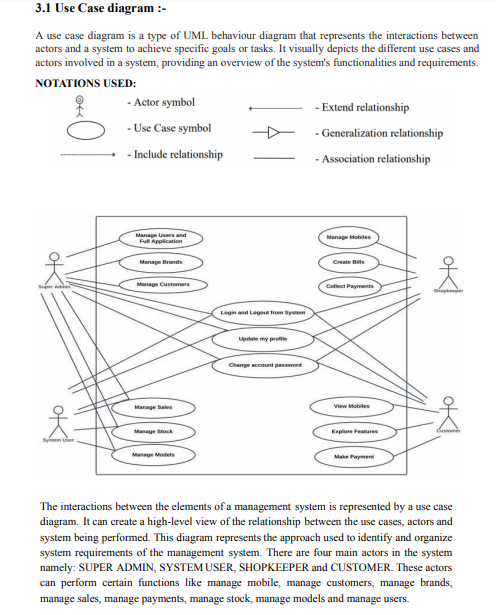 3.1 Use Case diagram :-
A use case diagram is a type of UML behaviour diagram that represents the interactions between
actors and a system to achieve specific goals or tasks. It visually depicts the different use cases and
actors involved in a system, providing an overview of the system's functionalities and requirements.
NOTATIONS USED:
- Actor symbol
- Extend relationship
- Use Case symbol
- Generalization relationship
- Include relationship
- Association relationship
Manage Users and
Full Application
Manage Mobiles
Manage Brands
Create Bills
Manage Customers
Collect Payments
Super Admin
Shopkeeper
Login and Logout from System
Update my profile
Change account password
Manage Sales
View Mobiles
Manage Stock
Explore Features
System User
Customer
Manage Models
Make Payment
The interactions between the elements of a management system is represented by a use case
diagram. It can create a high-level view of the relationship between the use cases, actors and
system being performed. This diagram represents the approach used to identify and organize
system requirements of the management system. There are four main actors in the system
namely: SUPER ADMIN, SYSTEM USER, SHOPKEEPER and CUSTOMER. These actors
can perform certain functions like manage mobile, manage customers, manage brands,
manage sales, manage payments, manage stock, manage models and manage users.